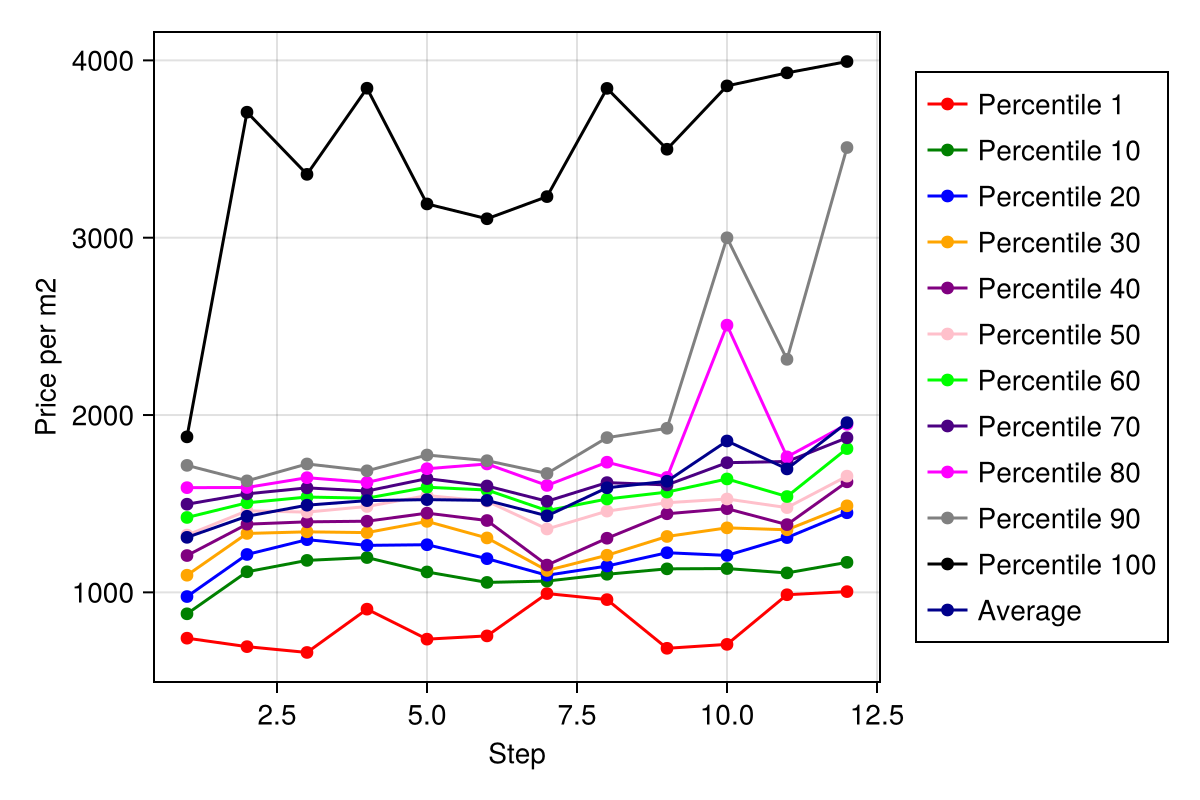 4000
3000
2000
1000
Price per m2
2.5 5.0 7.5 10.0 12.5
Step
Percentile 1
Percentile 10
Percentile 20
Percentile 30
Percentile 40
Percentile 50
Percentile 60
Percentile 70
Percentile 80
Percentile 90
Percentile 100
Average